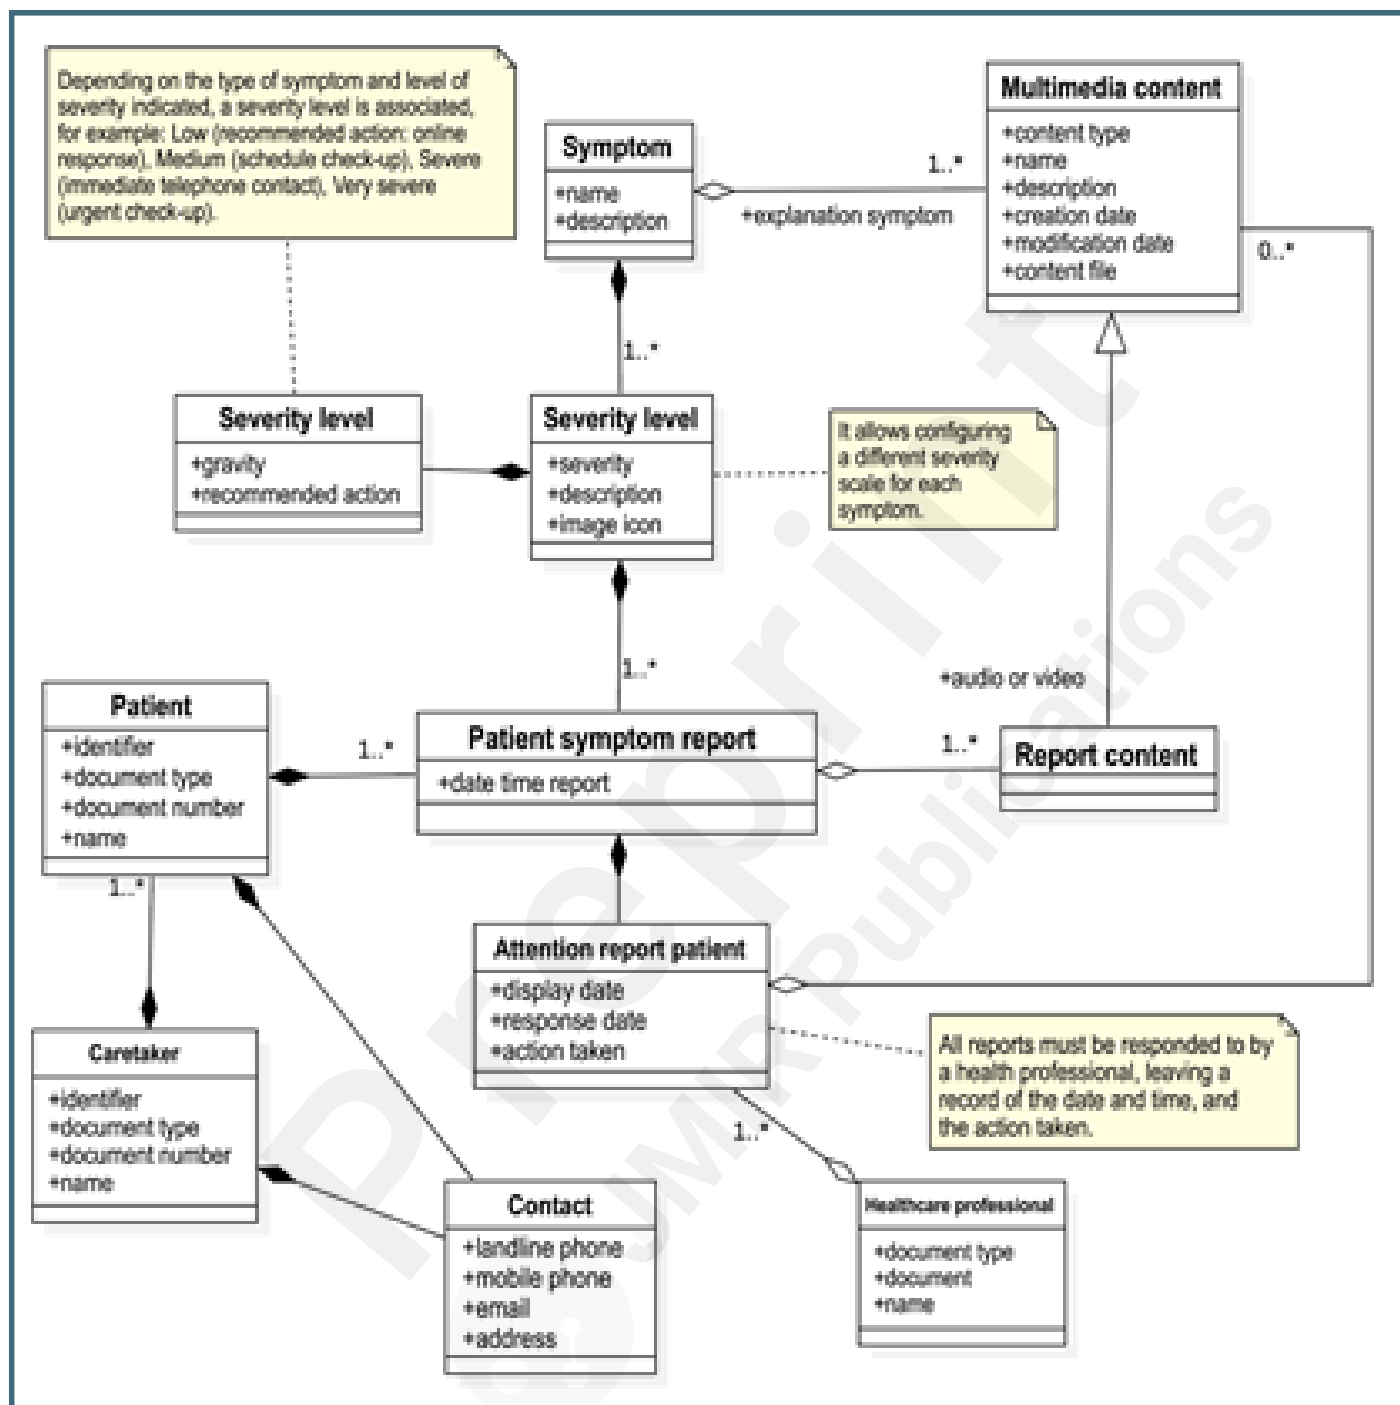 Depending on the type of symptom and level of
severity indicated, a severity level is associated,
for example: Low (recommended action: online
response), Medium (schedule check-up), Severe
(immediate telephone contact), Very severe
(urgent check-up).
Symptom
+name
+description
1..*
+explanation symptom
Multimedia content
+content type
+name
+description
+creation date
+modification date
+content file
0..*
1..*
Severity level
+gravity
+recommended action
Severity level
+severity
+description
+image icon
It allows configuring
a different severity
scale for each
symptom.
1..*
+audio or video
Patient
+identifier
+document type
+document number
+name
1..*
Patient symptom report
+date time report
1..*
Report content
1..*
Attention report patient
+display date
+response date
+action taken
All reports must be responded to by
a health professional, leaving a
record of the date and time, and
the action taken.
Caretaker
+identifier
+document type
+document number
+name
1..*
Contact
+landline phone
+mobile phone
+email
+address
Healthcare professional
+document type
+document
+name
Preprint
JMIR Publications